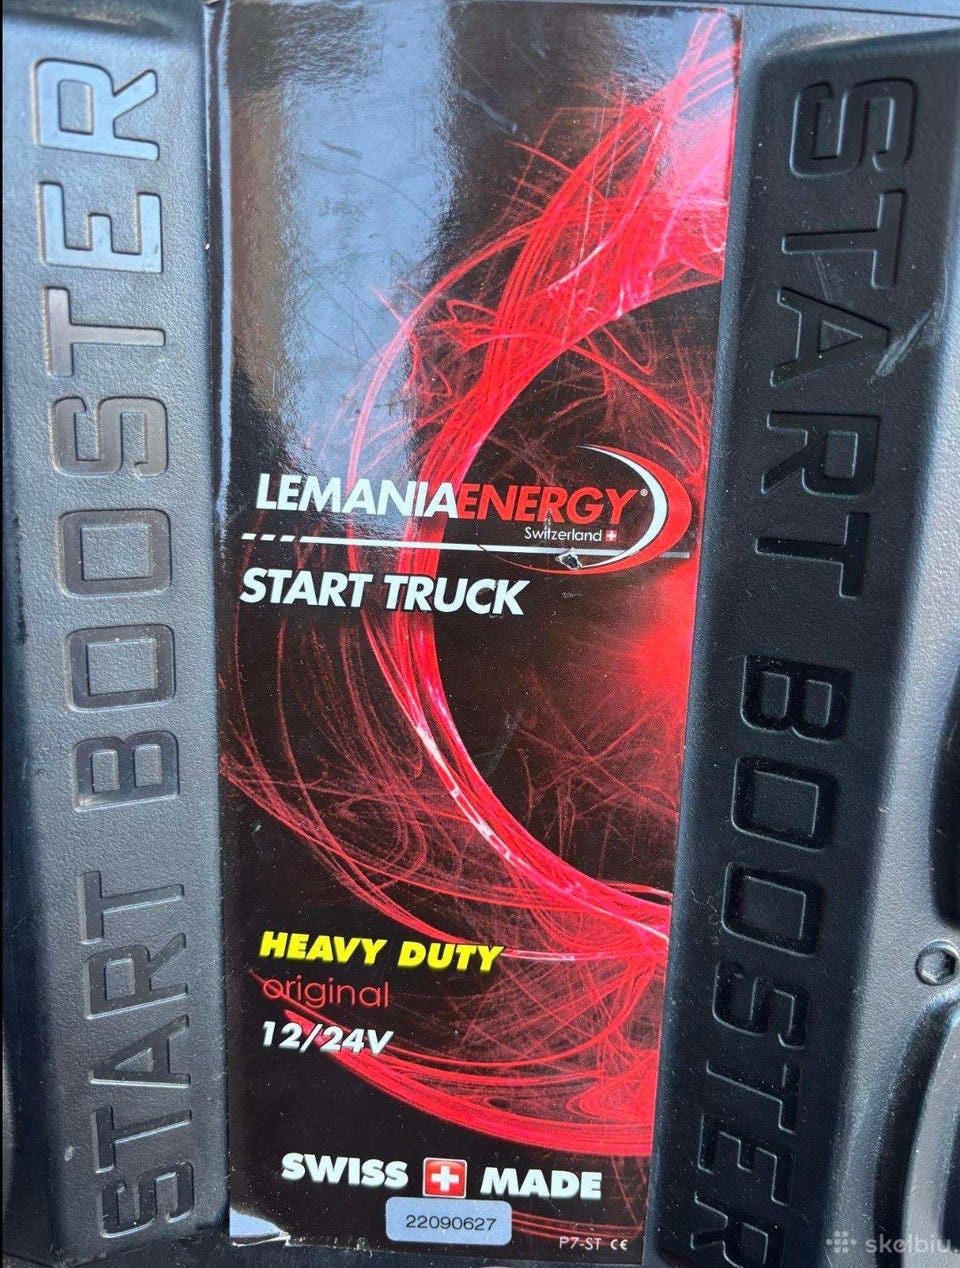 START BOOSTER
LEMANIAENERGY®
Switzerland
START TRUCK
HEAVY DUTY
original
12/24V
SWISS MADE
22090627
P7-ST CE
START BOOSTER
skelbiu.